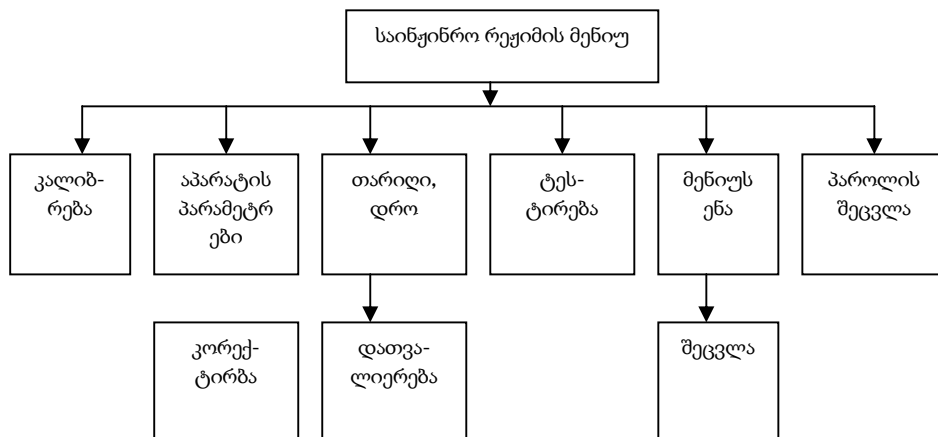 საინჟინრო რეჟიმის მენიუ
კალიბ-
რება
აპარატის
პარამეტრ
ები
თარიღი,
დრო
ტეს-
ტირება
მენიუს
ენა
პაროლის
შეცვლა
კორექ-
ტირბა
დათვა-
ლიერება
შეცვლა